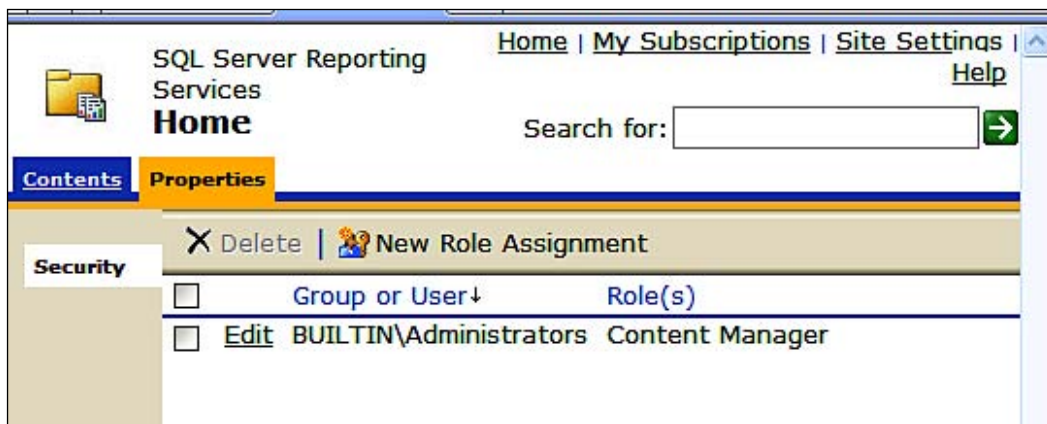 SQL Server Reporting
Services
Home
Home | My Subscriptions | Site Settings |
Help
Search for:
Contents Properties
Security
Delete | New Role Assignment
Group or User↓ Role(s)
Edit BUILTIN\Administrators Content Manager